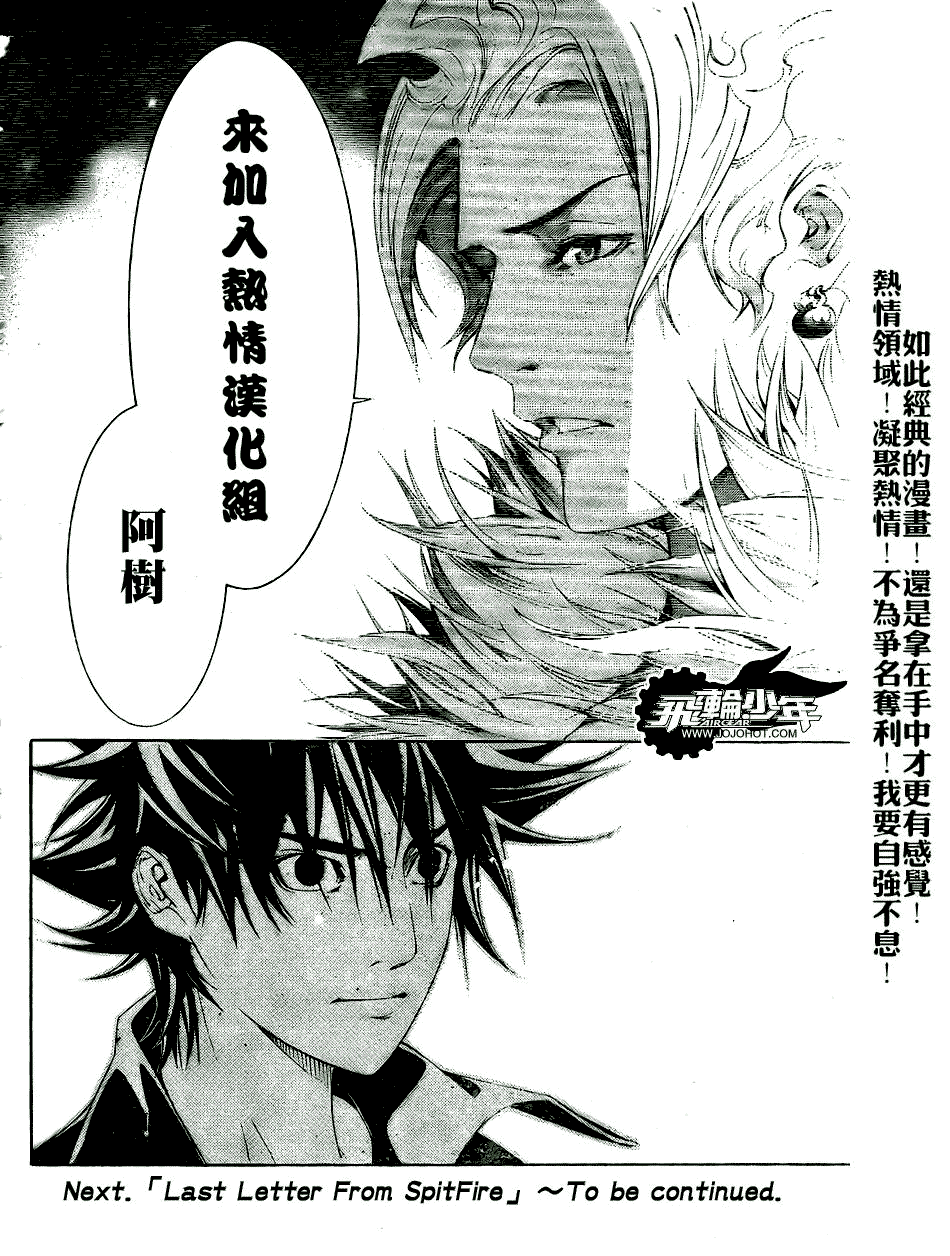 如此經典的漫畫！還是拿在手中才更有感覺！
熱情領域！凝聚熱情！不為爭名奪利！我要自強不息！
來加入熱情漢化組
阿樹
飛輪少年
AIRGEAR
WWW.JOJOHOT.COM
Next.「Last Letter From SpitFire」～To be continued.